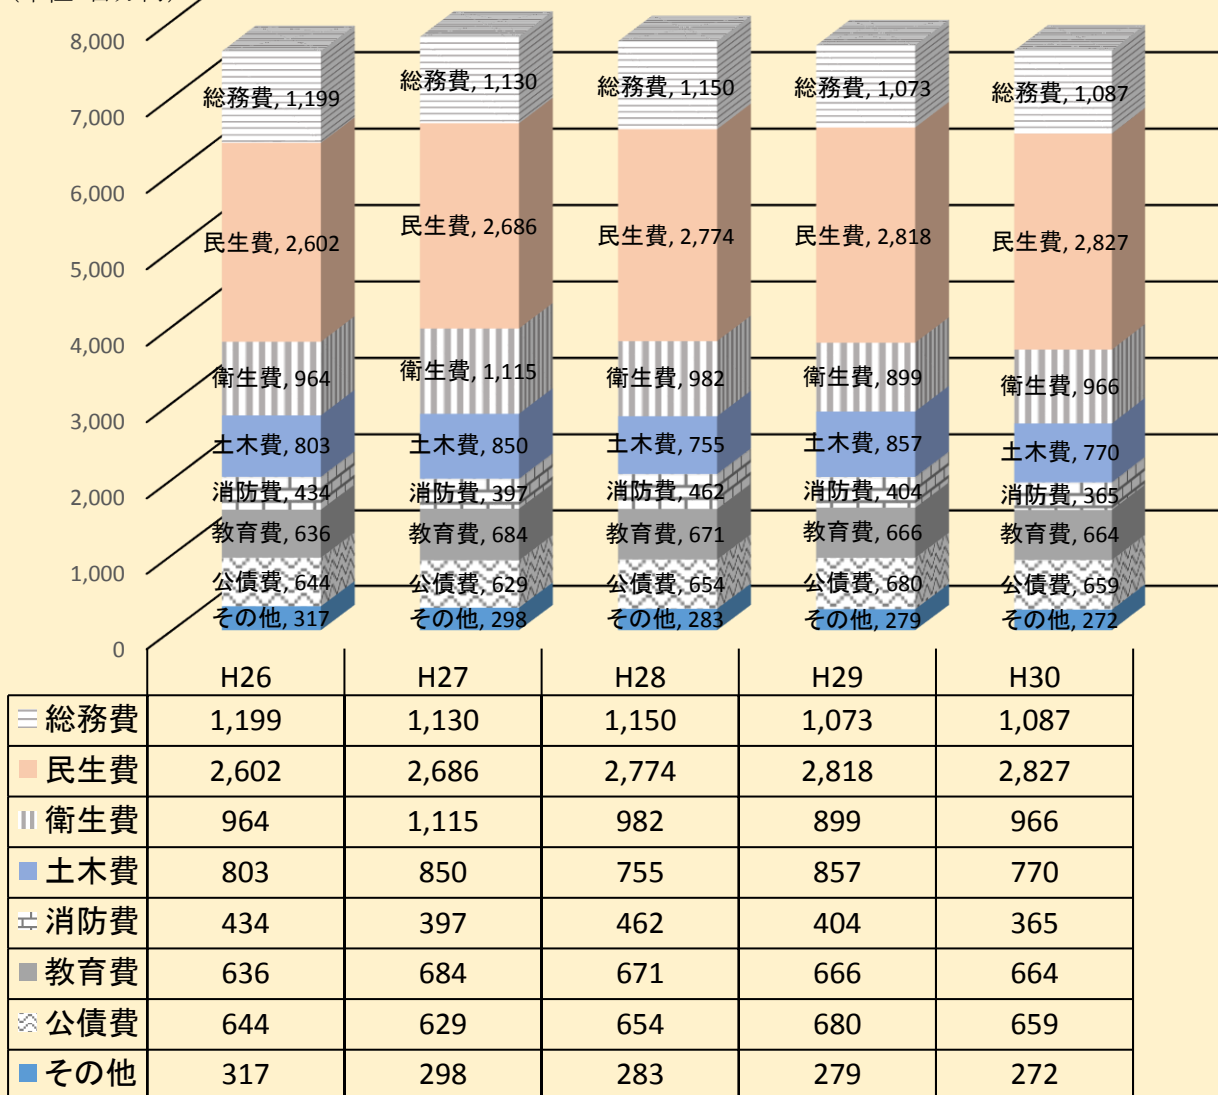 8,000
7,000
6,000
5,000
4,000
3,000
2,000
1,000
0
総務費, 1,199
総務費, 1,130
総務費, 1,150
総務費, 1,073
総務費, 1,087
民生費, 2,602
民生費, 2,686
民生費, 2,774
民生費, 2,818
民生費, 2,827
衛生費, 964
衛生費, 1,115
衛生費, 982
衛生費, 899
衛生費, 966
土木費, 803
土木費, 850
土木費, 755
土木費, 857
土木費, 770
消防費, 434
消防費, 397
消防費, 462
消防費, 404
消防費, 365
教育費, 636
教育費, 684
教育費, 671
教育費, 666
教育費, 664
公債費, 644
公債費, 629
公債費, 654
公債費, 680
公債費, 659
その他, 317
その他, 298
その他, 283
その他, 279
その他, 272
H26 H27 H28 H29 H30
総務費 1,199 1,130 1,150 1,073 1,087
民生費 2,602 2,686 2,774 2,818 2,827
衛生費 964 1,115 982 899 966
土木費 803 850 755 857 770
消防費 434 397 462 404 365
教育費 636 684 671 666 664
公債費 644 629 654 680 659
その他 317 298 283 279 272